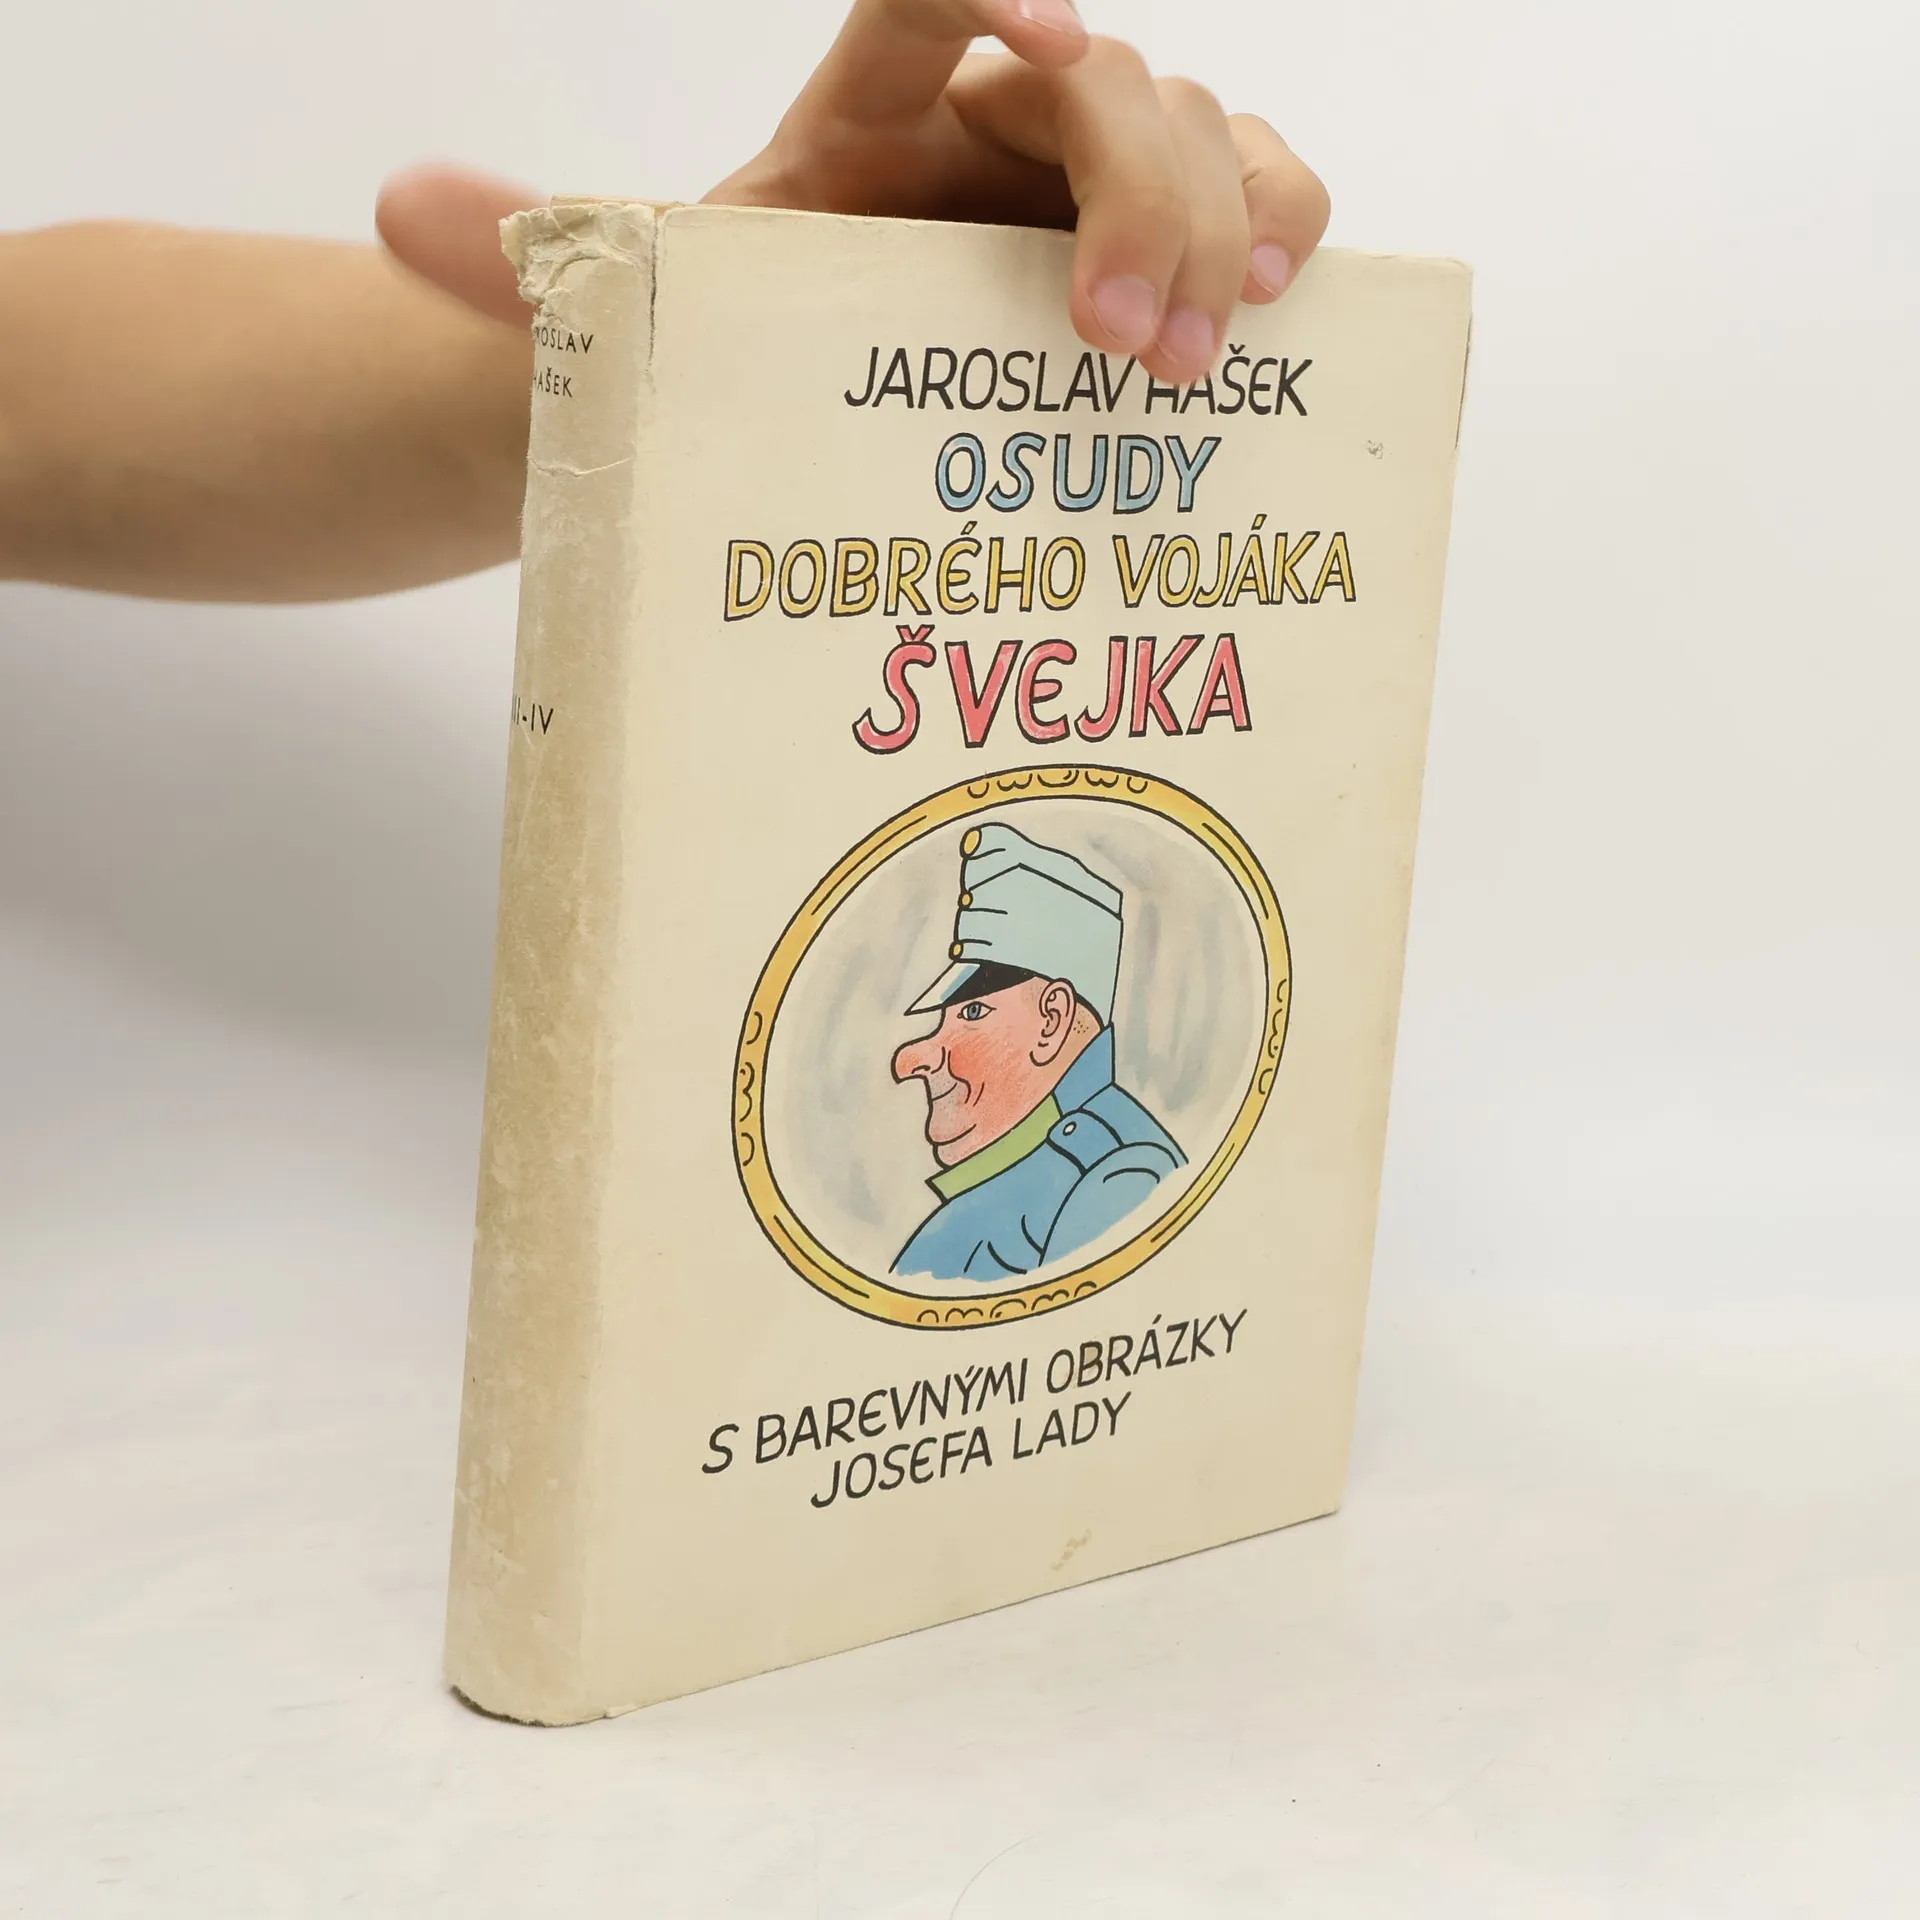 JAROSLAV HAŠEK
OSUDY
DOBRÉHO VOJÁKA
ŠVEJKA
S BAREVNÝMI OBRÁZKY
JOSEFA LADY
HAŠEK